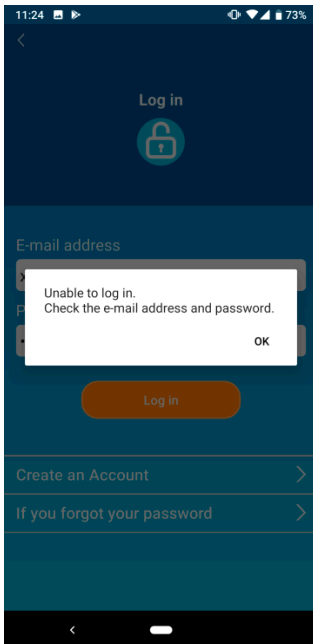 11:24
73%
Log in
E-mail address
Unable to log in.
Check the e-mail address and password.
OK
Log in
Create an Account
If you forgot your password